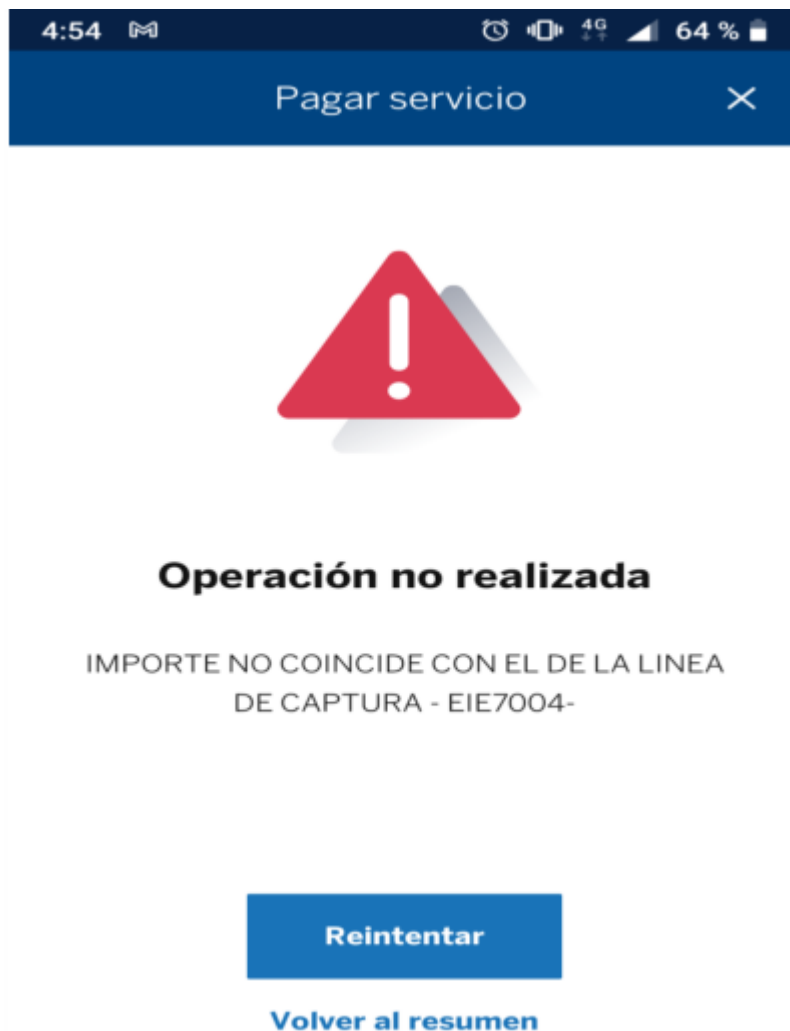 4:54 4G 64 %
Pagar servicio
Operación no realizada
IMPORTE NO COINCIDE CON EL DE LA LINEA
DE CAPTURA - EIE7004-
Reintentar
Volver al resumen